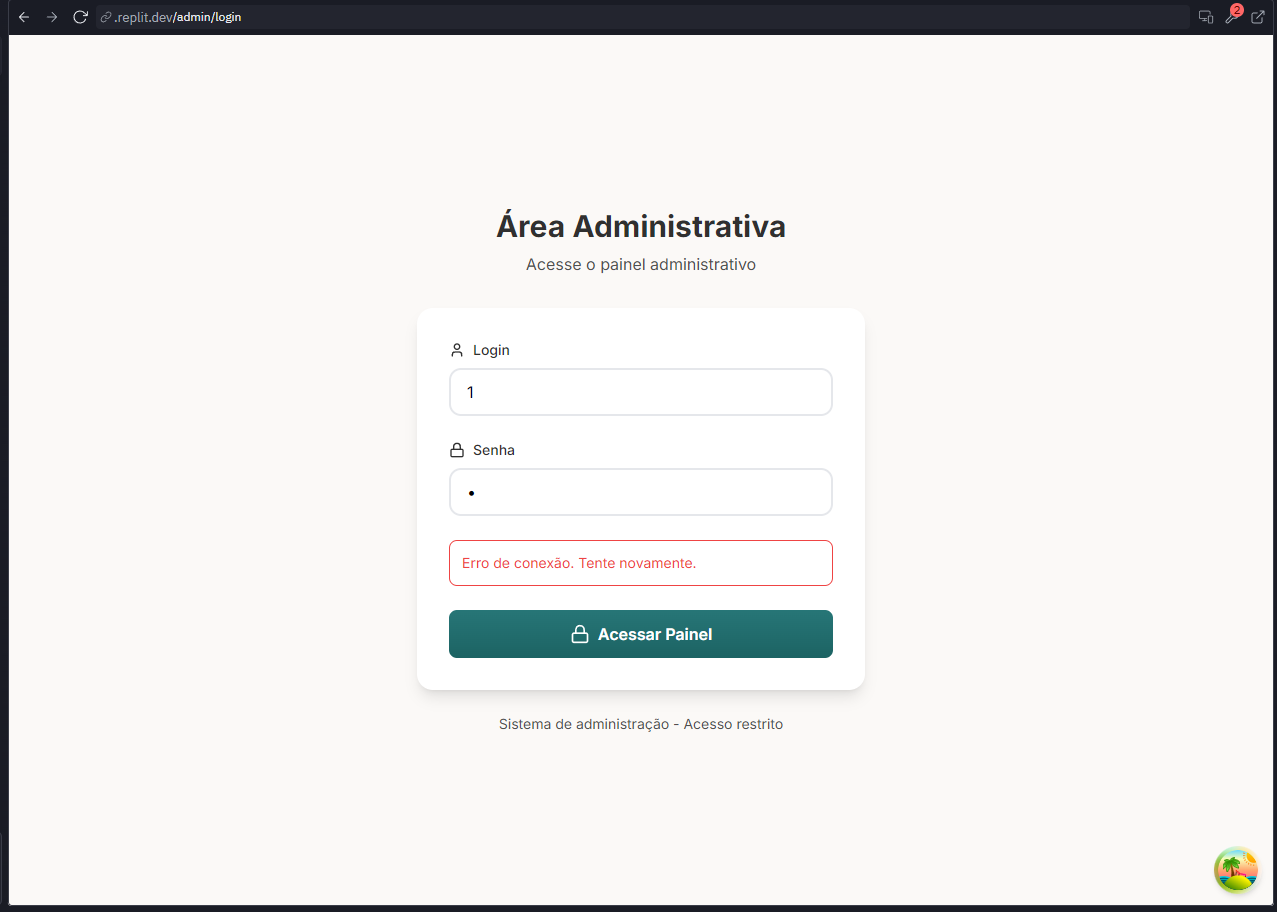 .replit.dev/admin/login
2
Área Administrativa
Acesse o painel administrativo
Login
1
Senha
•
Erro de conexão. Tente novamente.
Acessar Painel
Sistema de administração - Acesso restrito